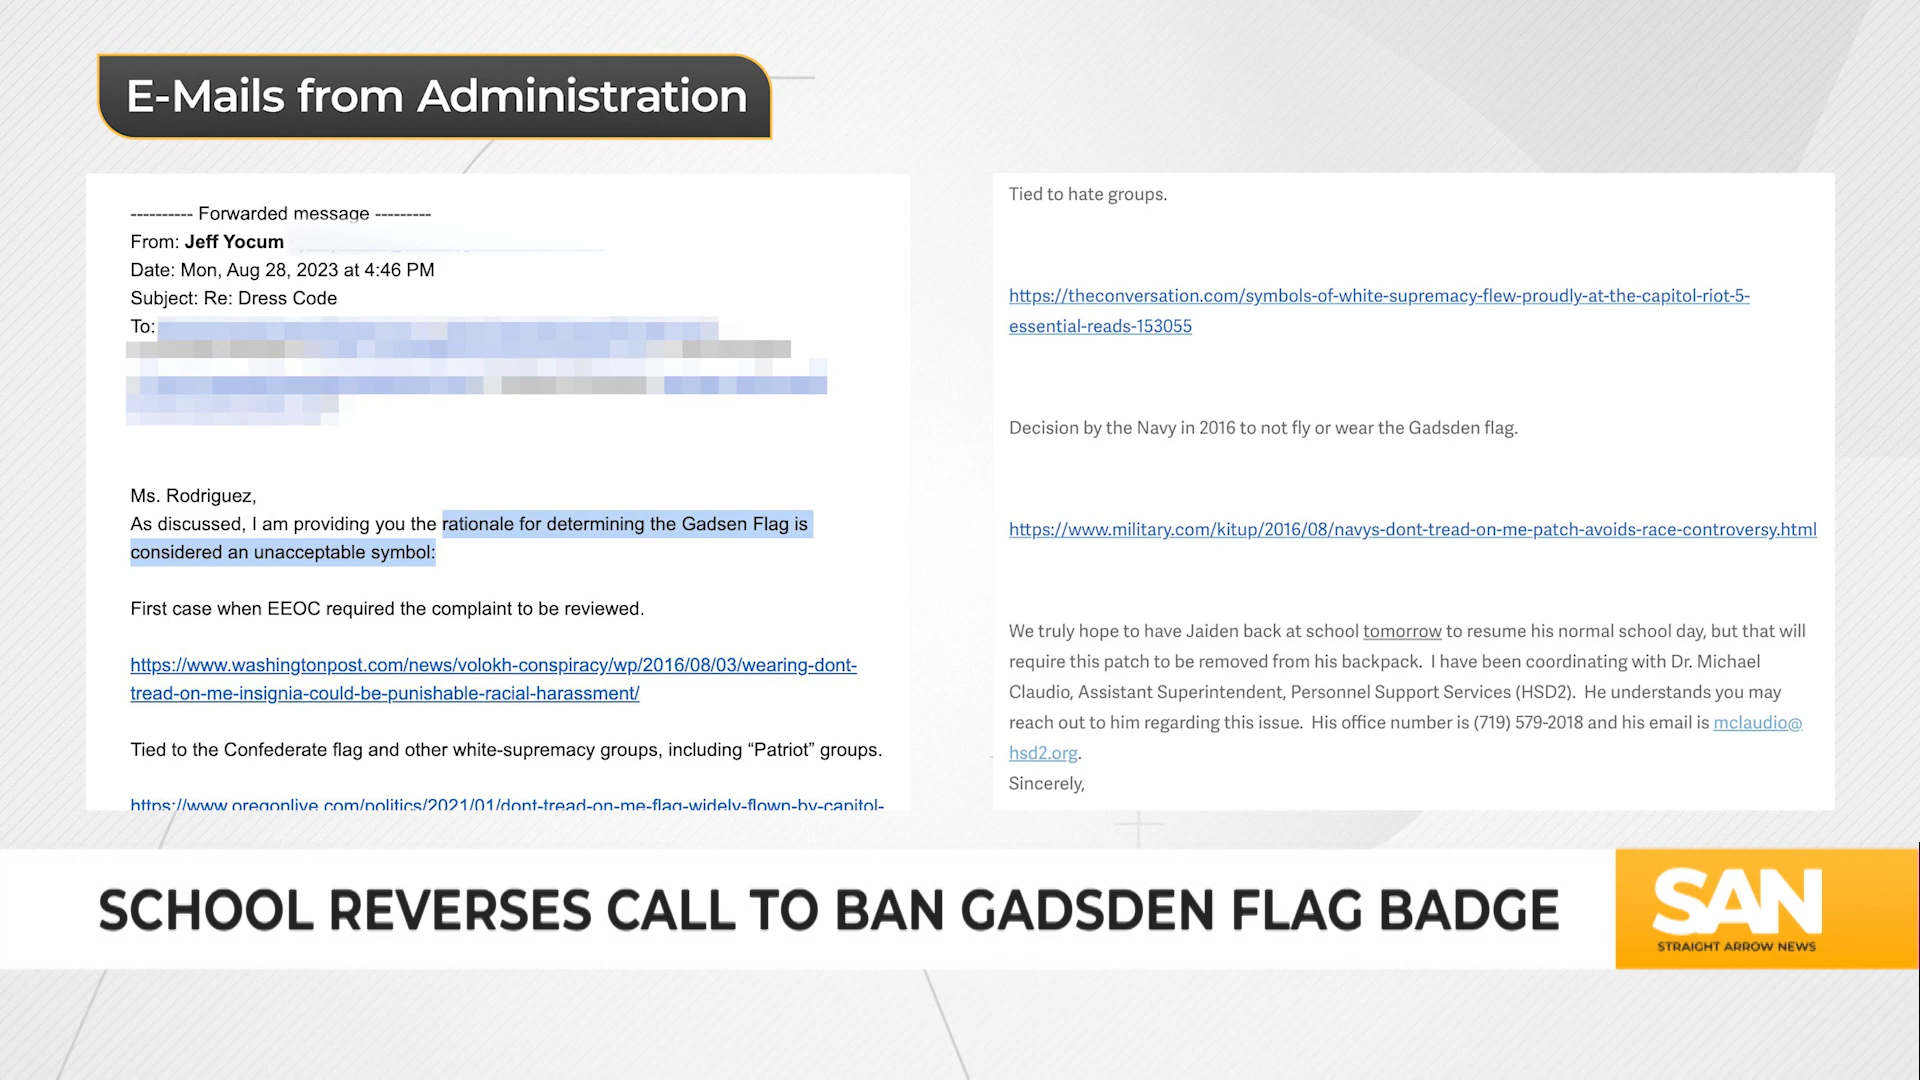 E-Mails from Administration
---------- Forwarded message ---------
From: Jeff Yocum
Date: Mon, Aug 28, 2023 at 4:46 PM
Subject: Re: Dress Code
To:
Ms. Rodriguez,
As discussed, I am providing you the rationale for determining the Gadsen Flag is
considered an unacceptable symbol:
First case when EEOC required the complaint to be reviewed.
https://www.washingtonpost.com/news/volokh-conspiracy/wp/2016/08/03/wearing-dont-
tread-on-me-insignia-could-be-punishable-racial-harassment/
Tied to the Confederate flag and other white-supremacy groups, including “Patriot” groups.
https://www.oregonlive.com/politics/2021/01/dont-tread-on-me-flag-widely-flown-by-capitol-
Tied to hate groups.
https://theconversation.com/symbols-of-white-supremacy-flew-proudly-at-the-capitol-riot-5-
essential-reads-153055
Decision by the Navy in 2016 to not fly or wear the Gadsden flag.
https://www.military.com/kitup/2016/08/navys-dont-tread-on-me-patch-avoids-race-controversy.html
We truly hope to have Jaiden back at school tomorrow to resume his normal school day, but that will
require this patch to be removed from his backpack.  I have been coordinating with Dr. Michael
Claudio, Assistant Superintendent, Personnel Support Services (HSD2).  He understands you may
reach out to him regarding this issue.  His office number is (719) 579-2018 and his email is mclaudio@
hsd2.org.
Sincerely,
SCHOOL REVERSES CALL TO BAN GADSDEN FLAG BADGE
SAN
STRAIGHT ARROW NEWS